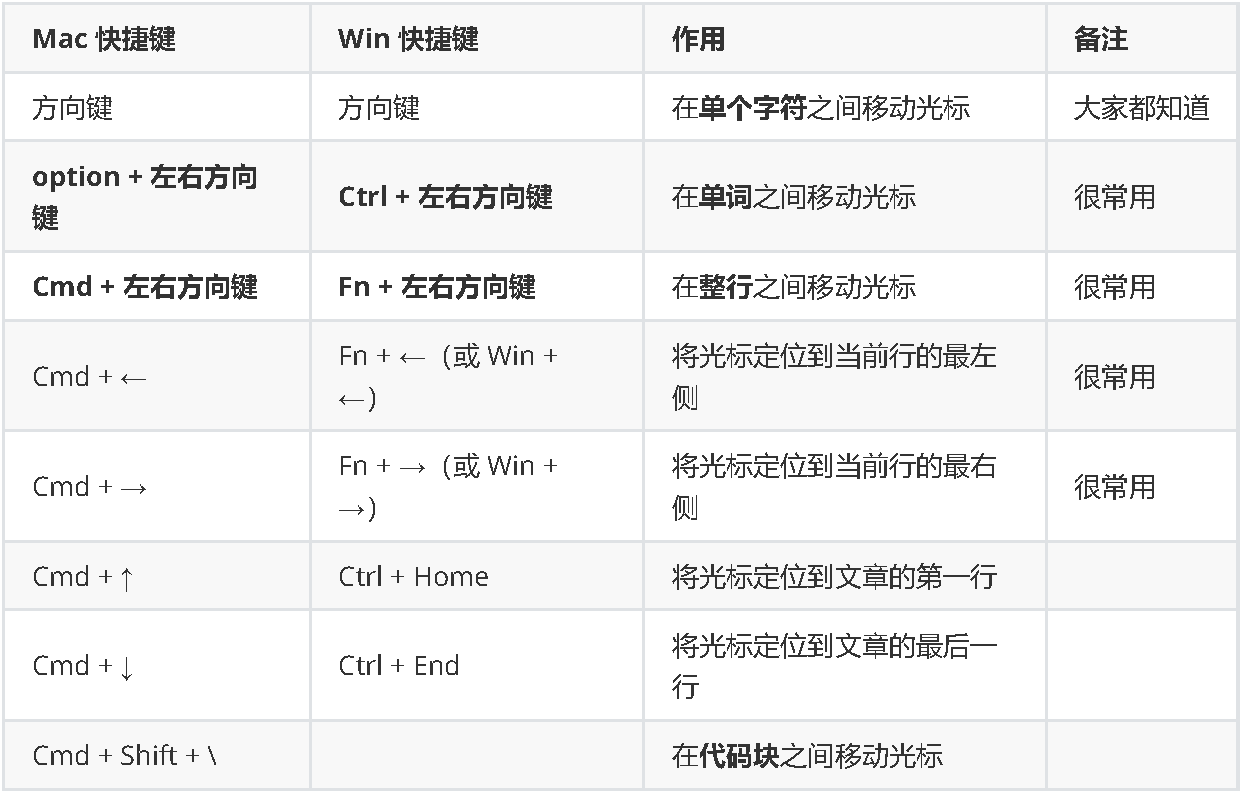 Mac 快捷键 Win 快捷键 作用 备注
方向键 方向键 在单个字符之间移动光标 大家都知道
option + 左右方向
键
Ctrl + 左右方向键 在单词之间移动光标 很常用
Cmd + 左右方向键 Fn + 左右方向键 在整行之间移动光标 很常用
Cmd + ←
Fn + ← (或 Win +
←)
将光标定位到当前行的最左
侧
很常用
Cmd + →
Fn + → (或 Win +
→)
将光标定位到当前行的最右
侧
很常用
Cmd + ↑ Ctrl + Home 将光标定位到文章的第一行
Cmd + ↓ Ctrl + End
将光标定位到文章的最后一
行
Cmd + Shift + \ 在代码块之间移动光标